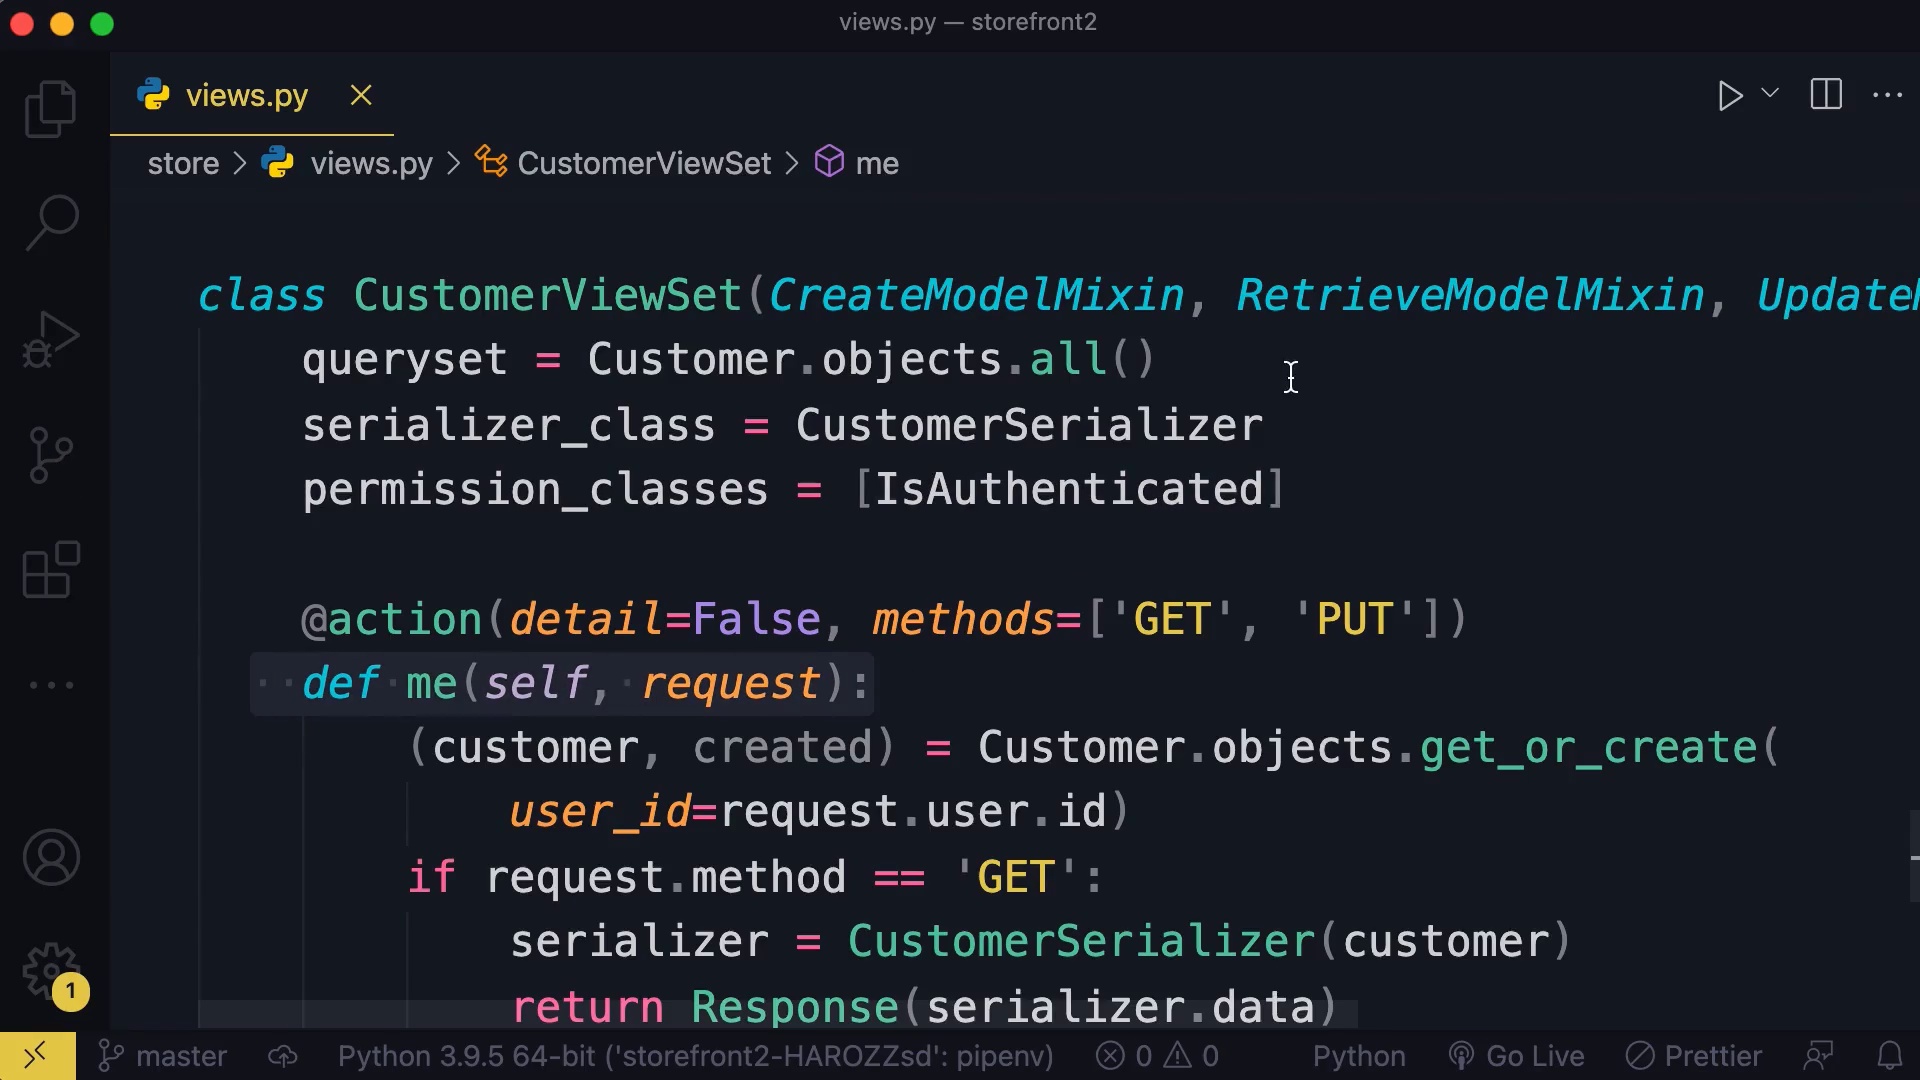 views.py — storefront2
views.py
store > views.py > CustomerViewSet > me
class CustomerViewSet(CreateModelMixin, RetrieveModelMixin, Update
queryset = Customer.objects.all()
serializer_class = CustomerSerializer
permission_classes = [IsAuthenticated]
@action(detail=False, methods=['GET', 'PUT'])
def me(self, request):
(customer, created) = Customer.objects.get_or_create(
user_id=request.user.id)
if request.method == 'GET':
serializer = CustomerSerializer(customer)
return Response(serializer.data)
1
master Python 3.9.5 64-bit ('storefront2-HAROZZsd': pipenv) 0 0 Python Go Live Prettier